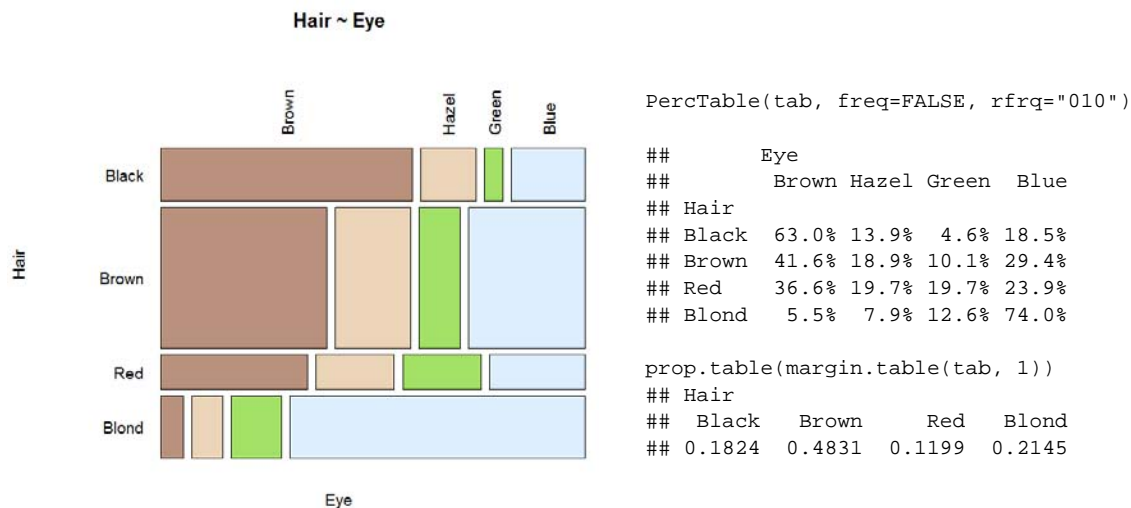 Hair ~ Eye
Brown
Hazel
Green
Blue
Black
Brown
Red
Blond
Hair
Eye
PercTable(tab, freq=FALSE, rfrq="010")
##        Eye
##         Brown Hazel Green  Blue
## Hair
## Black  63.0% 13.9%  4.6% 18.5%
## Brown  41.6% 18.9% 10.1% 29.4%
## Red    36.6% 19.7% 19.7% 23.9%
## Blond   5.5%  7.9% 12.6% 74.0%
prop.table(margin.table(tab, 1))
## Hair
##  Black   Brown     Red   Blond
## 0.1824  0.4831  0.1199  0.2145